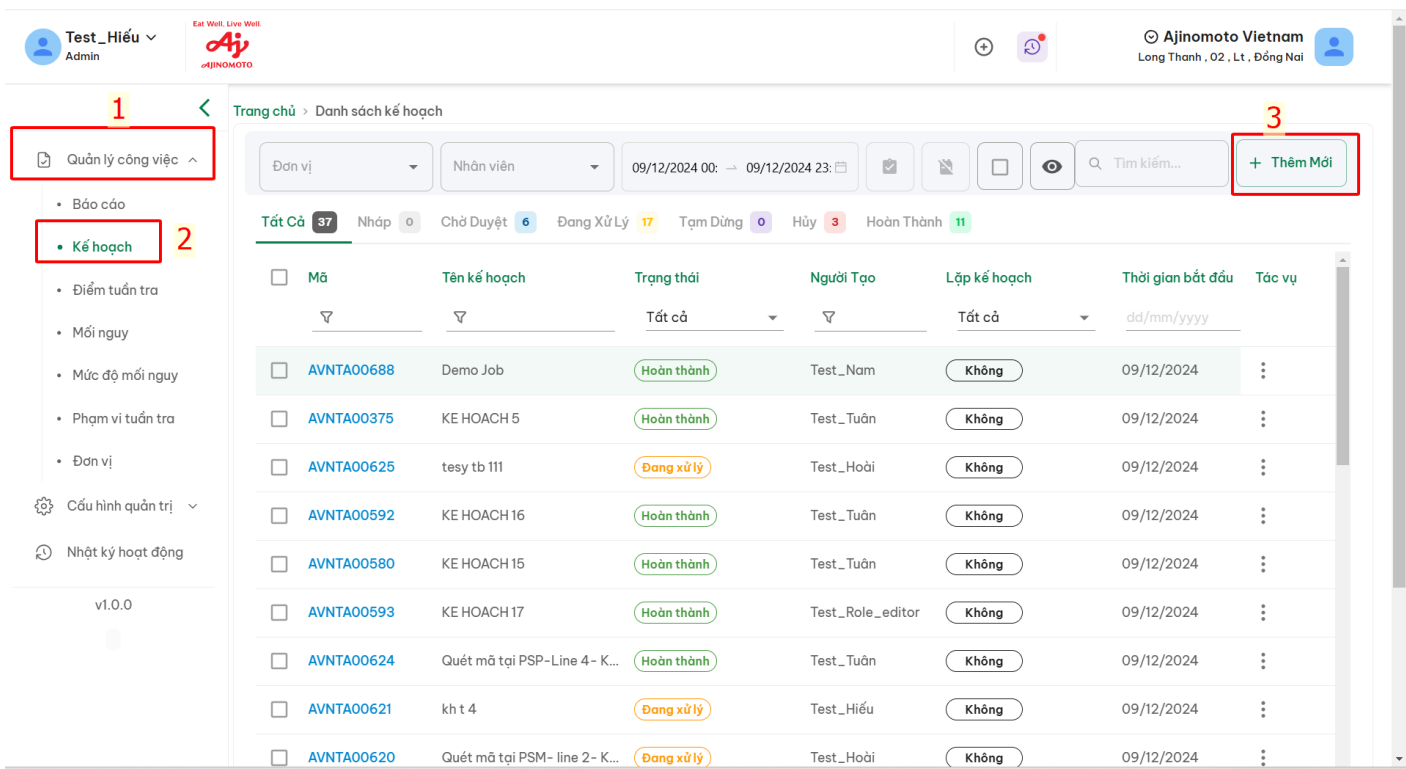 Test_Hiếu
Admin
Eat Well. Live Well.
Aj
AJINOMOTO
Ajinomoto Vietnam
Long Thanh , 02 , Lt , Đồng Nai
1
Quản lý công việc
Báo cáo
Kế hoạch
2
Điểm tuần tra
Mối nguy
Mức độ mối nguy
Phạm vi tuần tra
Đơn vị
Cấu hình quản trị
Nhật ký hoạt động
v1.0.0
Trang chủ > Danh sách kế hoạch
3
Đơn vị Nhân viên 09/12/2024 00: → 09/12/2024 23: Tìm kiếm... + Thêm Mới
Tất Cả 37 Nháp 0 Chờ Duyệt 6 Đang Xử Lý 17 Tạm Dừng 0 Hủy 3 Hoàn Thành 11
Mã Tên kế hoạch Trạng thái Người Tạo Lặp kế hoạch Thời gian bắt đầu Tác vụ
Tất cả Tất cả dd/mm/yyyy
AVNTA00688 Demo Job Hoàn thành Test_Nam Không 09/12/2024
AVNTA00375 KE HOACH 5 Hoàn thành Test_Tuân Không 09/12/2024
AVNTA00625 tesy tb 111 Đang xử lý Test_Hoài Không 09/12/2024
AVNTA00592 KE HOACH 16 Hoàn thành Test_Tuân Không 09/12/2024
AVNTA00580 KE HOACH 15 Hoàn thành Test_Tuân Không 09/12/2024
AVNTA00593 KE HOACH 17 Hoàn thành Test_Role_editor Không 09/12/2024
AVNTA00624 Quét mã tại PSP-Line 4- K... Hoàn thành Test_Tuân Không 09/12/2024
AVNTA00621 kh t 4 Đang xử lý Test_Hiếu Không 09/12/2024
AVNTA00620 Quét mã tại PSM- line 2- K... Đang xử lý Test_Hoài Không 09/12/2024